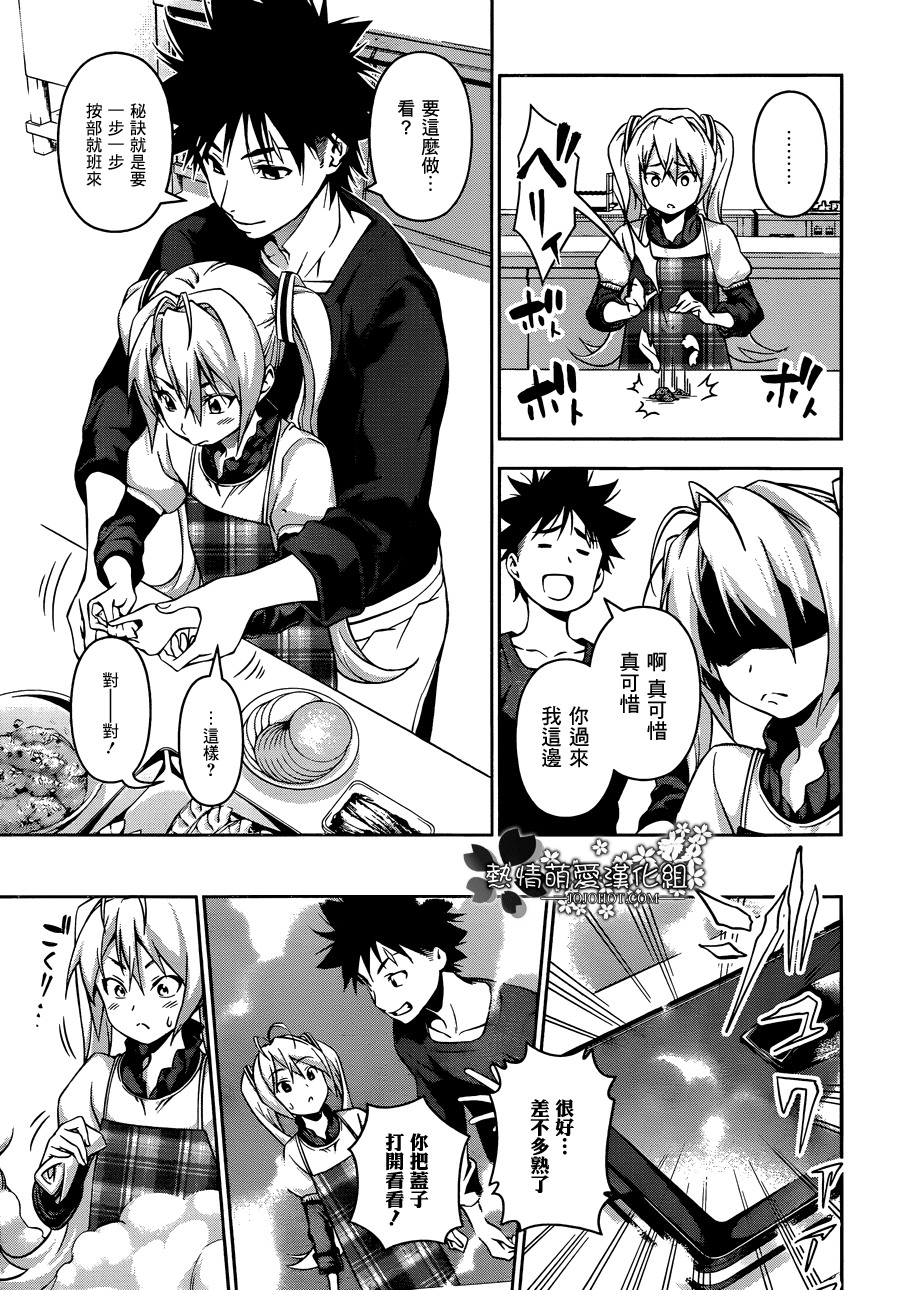 ………
ベリィ
ボト
ボト
ボト
啊 真可惜
真可惜
你過來
我這邊
要這麼做…
看？
秘訣就是要
一步一步
按部就班來
…這樣？
對——對！
熱情萌愛漢化組
JOJOHOT.COM
很好…
差不多熟了
你把蓋子
打開看看！